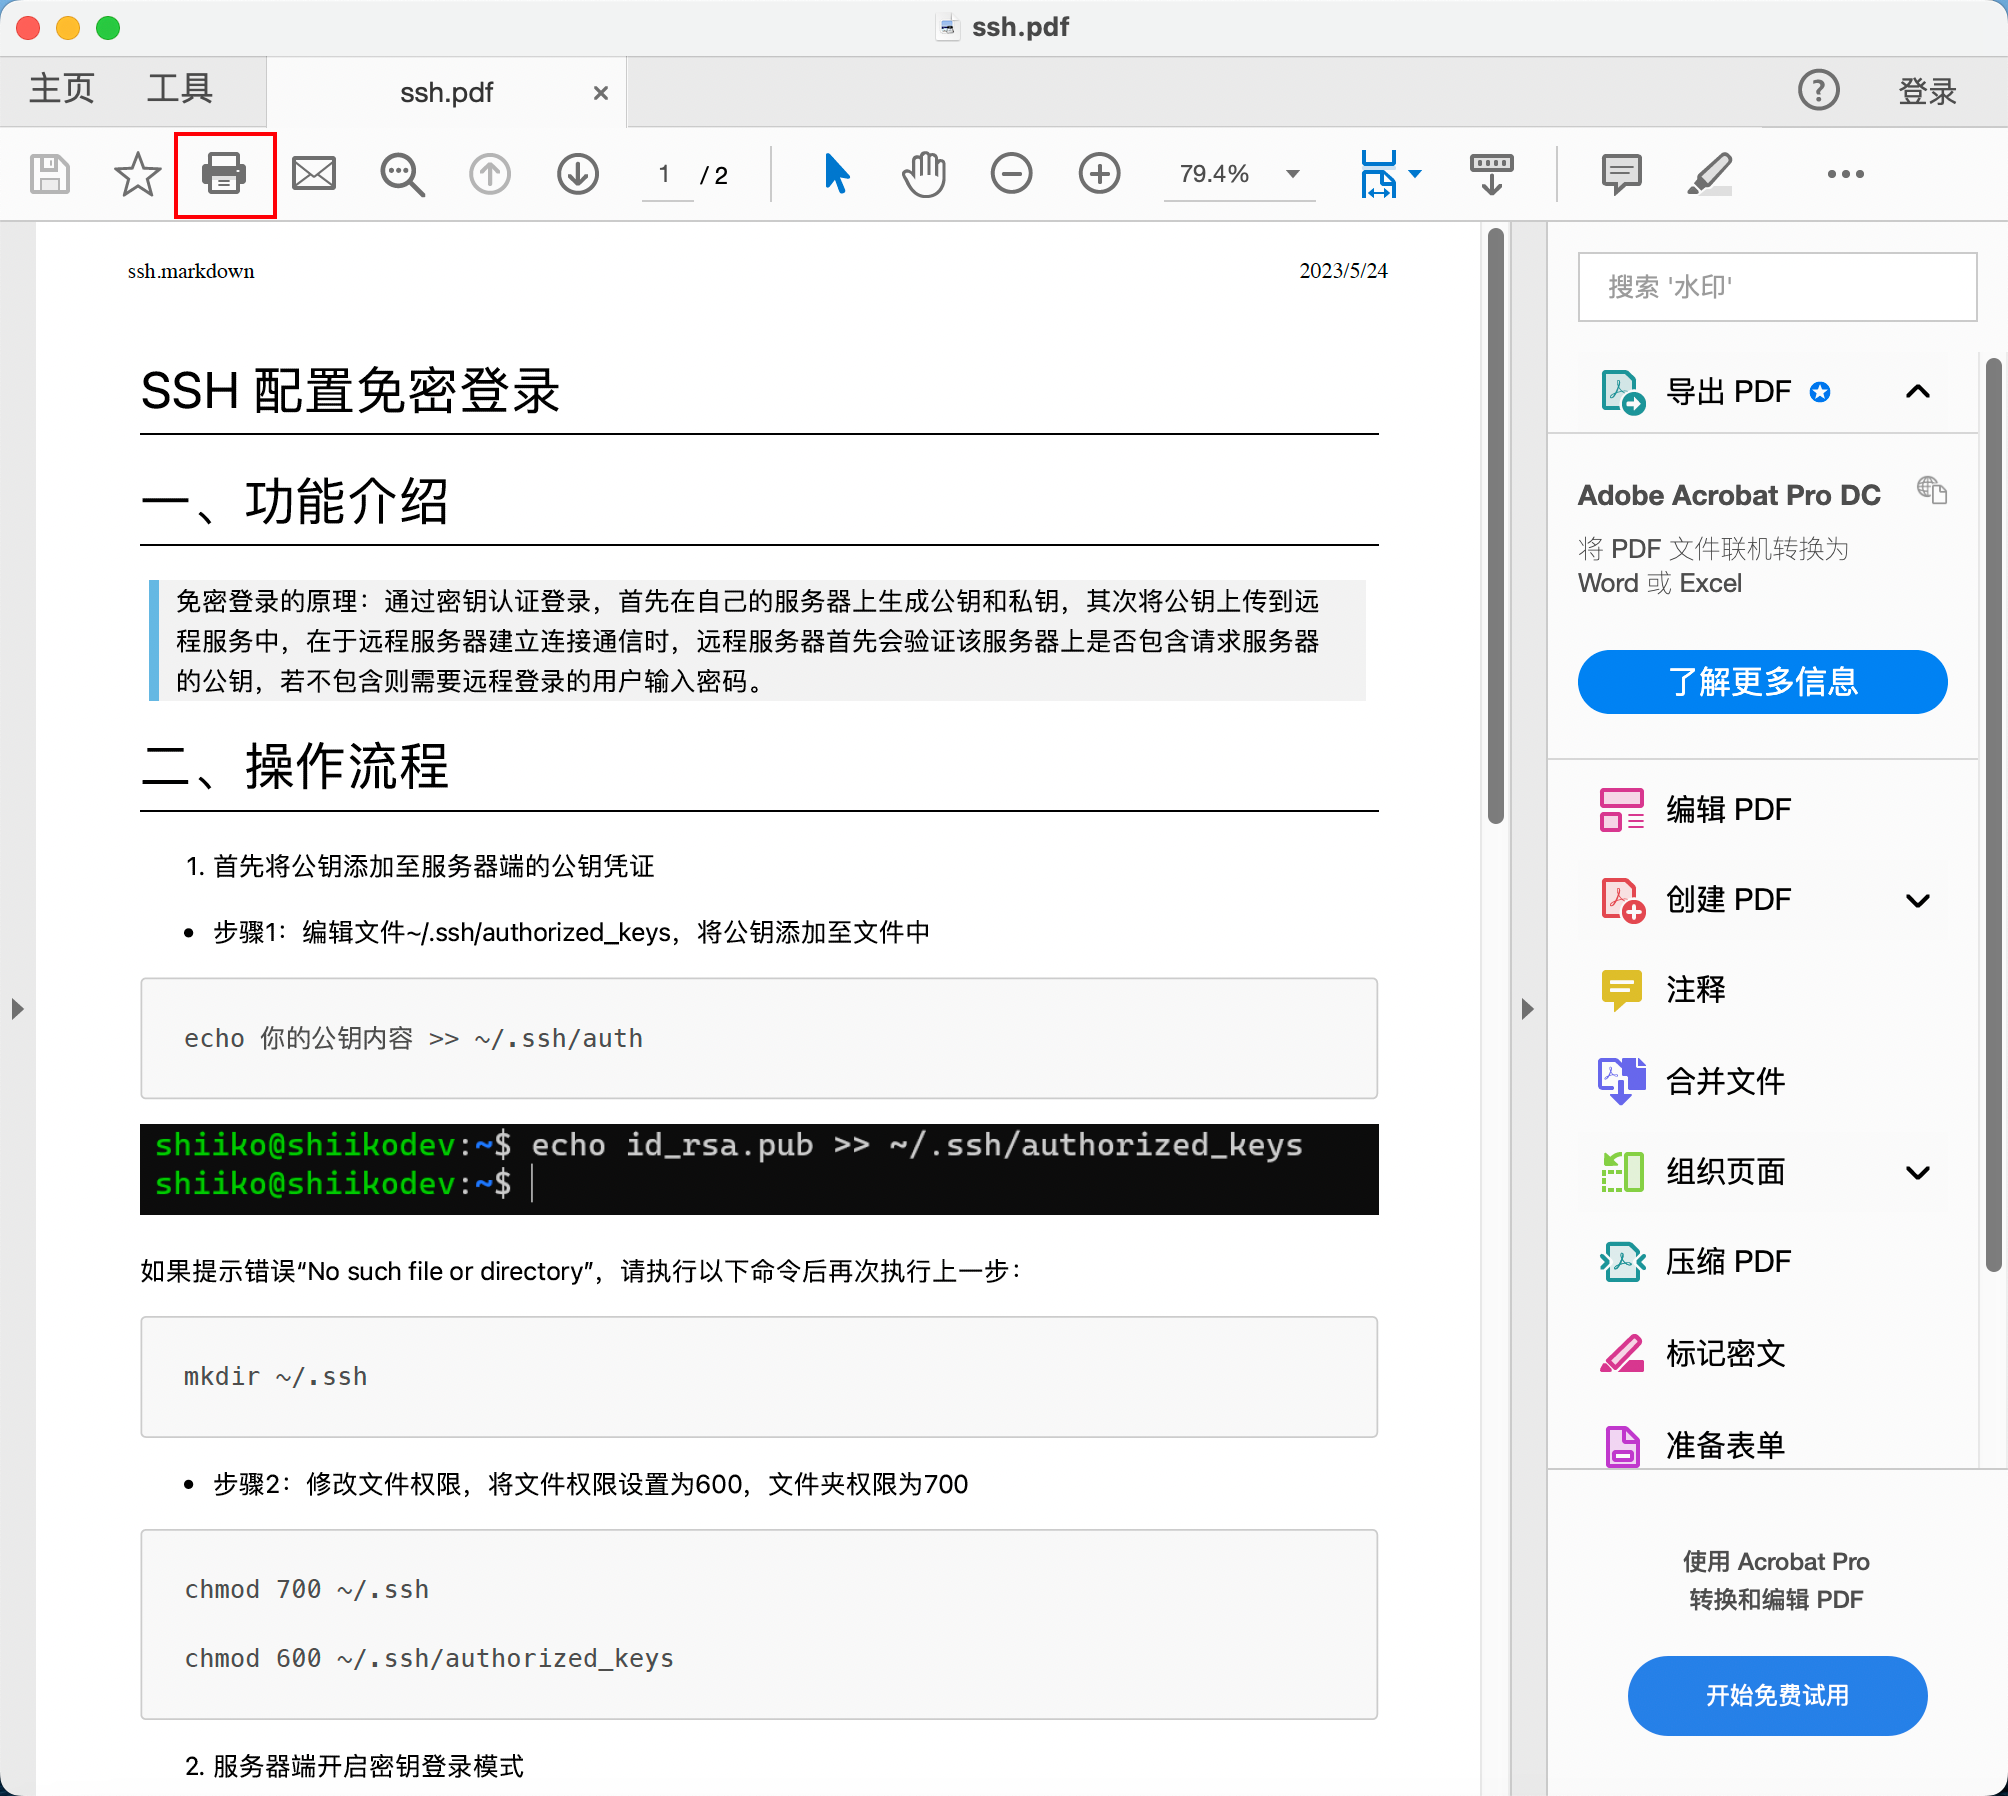 ssh.pdf
主页
工具
ssh.pdf
登录
1 / 2
79.4%
ssh.markdown
2023/5/24
SSH 配置免密登录
一、功能介绍
免密登录的原理：通过密钥认证登录，首先在自己的服务器上生成公钥和私钥，其次将公钥上传到远
程服务中，在于远程服务器建立连接通信时，远程服务器首先会验证该服务器上是否包含请求服务器
的公钥，若不包含则需要远程登录的用户输入密码。
二、操作流程
1. 首先将公钥添加至服务器端的公钥凭证
• 步骤1：编辑文件~/.ssh/authorized_keys，将公钥添加至文件中
echo 你的公钥内容 >> ~/.ssh/auth
shiiko@shiikodev:~$ echo id_rsa.pub >> ~/.ssh/authorized_keys
shiiko@shiikodev:~$
如果提示错误“No such file or directory”，请执行以下命令后再次执行上一步：
mkdir ~/.ssh
• 步骤2：修改文件权限，将文件权限设置为600，文件夹权限为700
chmod 700 ~/.ssh
chmod 600 ~/.ssh/authorized_keys
2. 服务器端开启密钥登录模式
搜索 '水印'
导出 PDF
Adobe Acrobat Pro DC
将 PDF 文件联机转换为
Word 或 Excel
了解更多信息
编辑 PDF
创建 PDF
注释
合并文件
组织页面
压缩 PDF
标记密文
准备表单
使用 Acrobat Pro
转换和编辑 PDF
开始免费试用